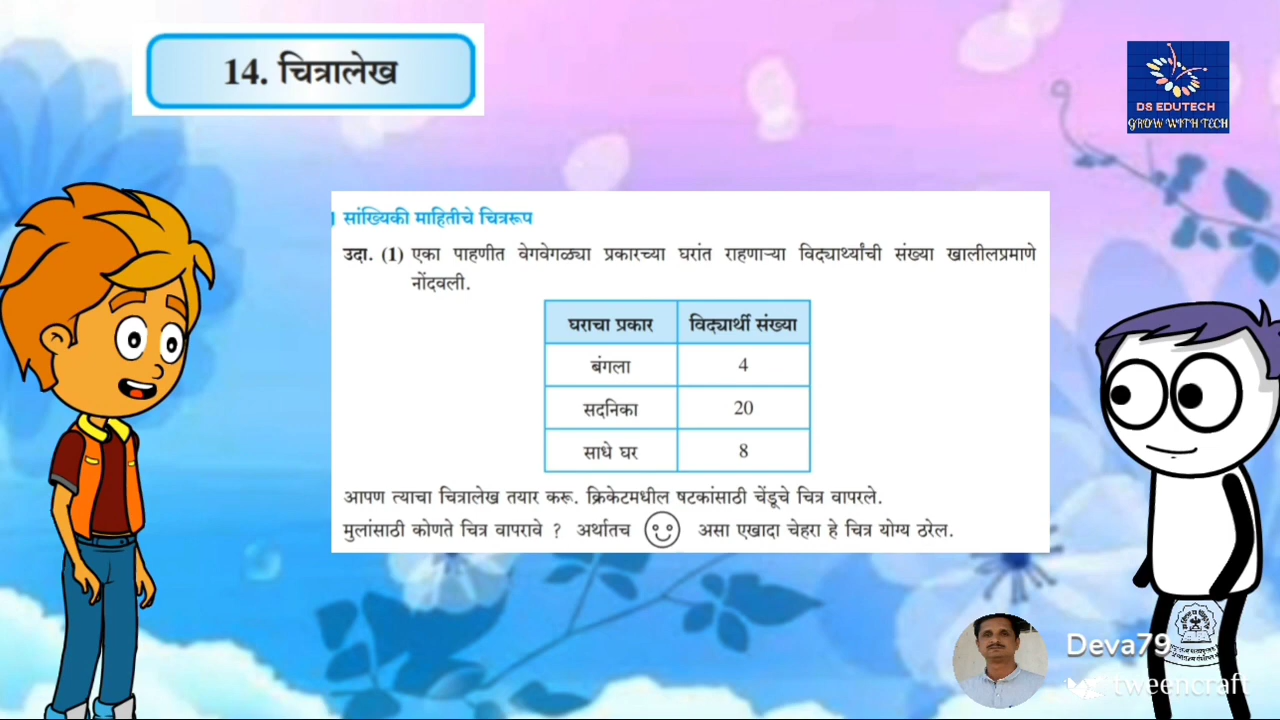 14. चित्रालेख
DS EDUTECH
GROW WITH TECH
सांख्यिकी माहितीचे चित्ररूप
उदा. (1) एका पाहणीत वेगवेगळ्या प्रकारच्या घरांत राहणाऱ्या विद्यार्थ्यांची संख्या खालीलप्रमाणे
नोंदवली.
घराचा प्रकार विद्यार्थी संख्या
बंगला 4
सदनिका 20
साधे घर 8
आपण त्याचा चित्रालेख तयार करू. क्रिकेटमधील षटकांसाठी चेंडूचे चित्र वापरले.
मुलांसाठी कोणते चित्र वापरावे ? अर्थातच असा एखादा चेहरा हे चित्र योग्य ठरेल.
Deva79
tweencraft